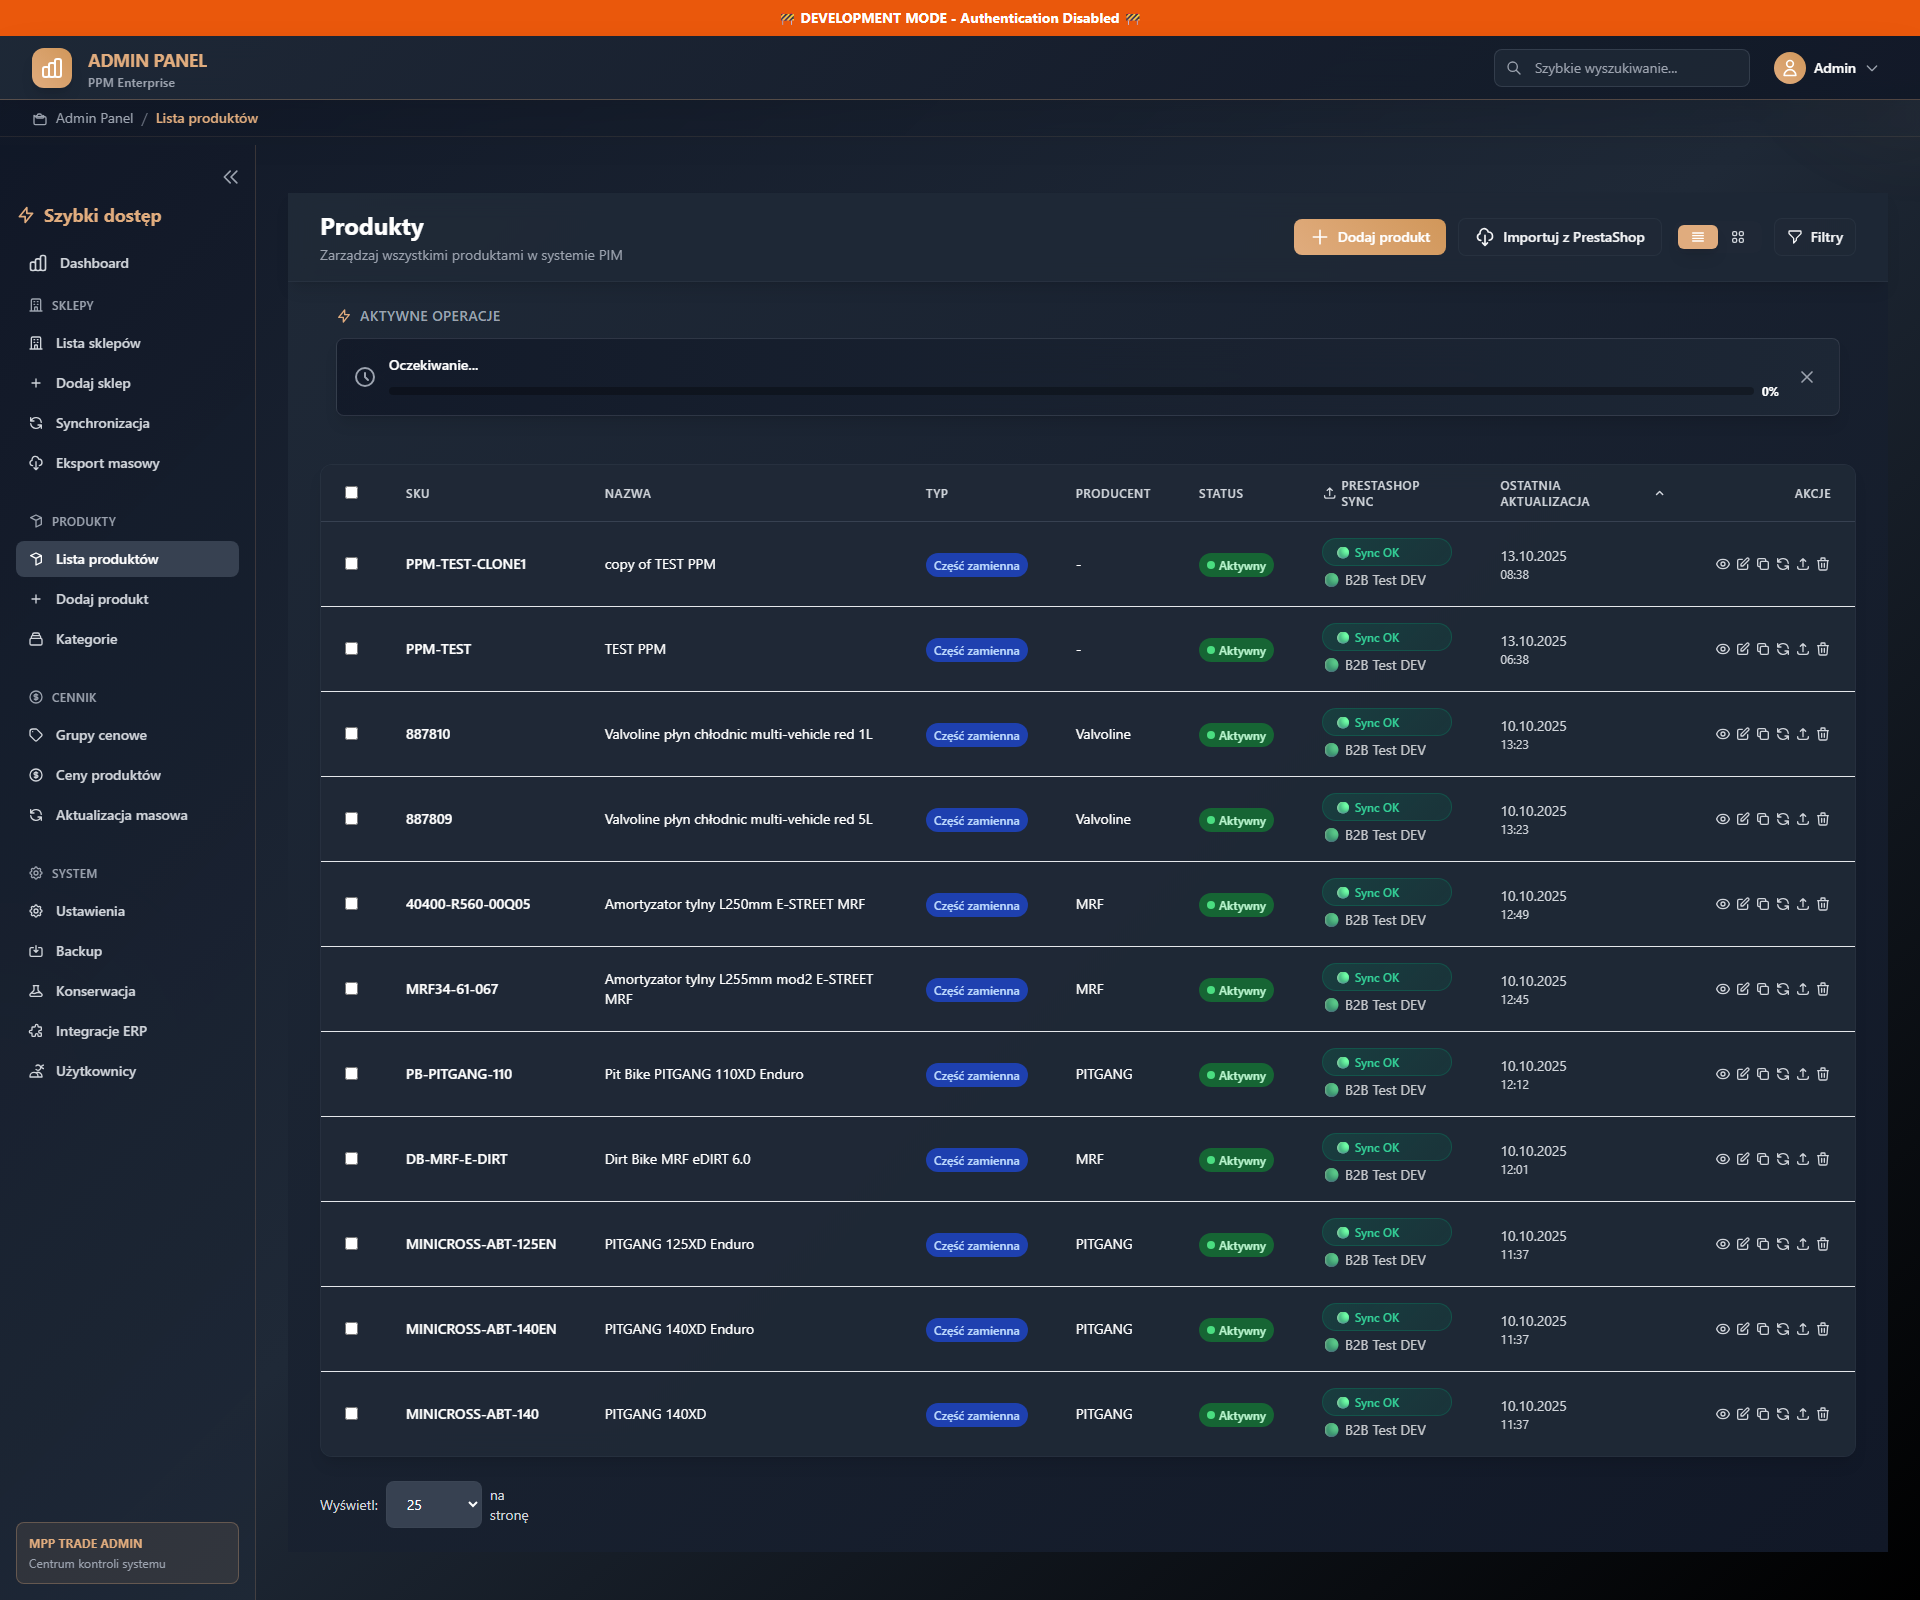 🚧 DEVELOPMENT MODE - Authentication Disabled 🚧
ADMIN PANEL
PPM Enterprise
Szybkie wyszukiwanie...
Admin
Admin Panel / Lista produktów
Szybki dostęp
Dashboard
SKLEPY
Lista sklepów
Dodaj sklep
Synchronizacja
Eksport masowy
PRODUKTY
Lista produktów
Dodaj produkt
Kategorie
CENNIK
Grupy cenowe
Ceny produktów
Aktualizacja masowa
SYSTEM
Ustawienia
Backup
Konserwacja
Integracje ERP
Użytkownicy
MPP TRADE ADMIN
Centrum kontroli systemu
Produkty
Zarządzaj wszystkimi produktami w systemie PIM
Dodaj produkt
Importuj z PrestaShop
Filtry
AKTYWNE OPERACJE
Oczekiwanie...
0%
SKU NAZWA TYP PRODUCENT STATUS PRESTASHOP SYNC OSTATNIA AKTUALIZACJA AKCJE
PPM-TEST-CLONE1 copy of TEST PPM Część zamienna - Aktywny Sync OK 13.10.2025
B2B Test DEV 08:38
PPM-TEST TEST PPM Część zamienna - Aktywny Sync OK 13.10.2025
B2B Test DEV 06:38
887810 Valvoline płyn chłodnic multi-vehicle red 1L Część zamienna Valvoline Aktywny Sync OK 10.10.2025
B2B Test DEV 13:23
887809 Valvoline płyn chłodnic multi-vehicle red 5L Część zamienna Valvoline Aktywny Sync OK 10.10.2025
B2B Test DEV 13:23
40400-R560-00Q05 Amortyzator tylny L250mm E-STREET MRF Część zamienna MRF Aktywny Sync OK 10.10.2025
B2B Test DEV 12:49
MRF34-61-067 Amortyzator tylny L255mm mod2 E-STREET MRF Część zamienna MRF Aktywny Sync OK 10.10.2025
B2B Test DEV 12:45
PB-PITGANG-110 Pit Bike PITGANG 110XD Enduro Część zamienna PITGANG Aktywny Sync OK 10.10.2025
B2B Test DEV 12:12
DB-MRF-E-DIRT Dirt Bike MRF eDIRT 6.0 Część zamienna MRF Aktywny Sync OK 10.10.2025
B2B Test DEV 12:01
MINICROSS-ABT-125EN PITGANG 125XD Enduro Część zamienna PITGANG Aktywny Sync OK 10.10.2025
B2B Test DEV 11:37
MINICROSS-ABT-140EN PITGANG 140XD Enduro Część zamienna PITGANG Aktywny Sync OK 10.10.2025
B2B Test DEV 11:37
MINICROSS-ABT-140 PITGANG 140XD Część zamienna PITGANG Aktywny Sync OK 10.10.2025
B2B Test DEV 11:37
Wyświetl: 25 na stronę